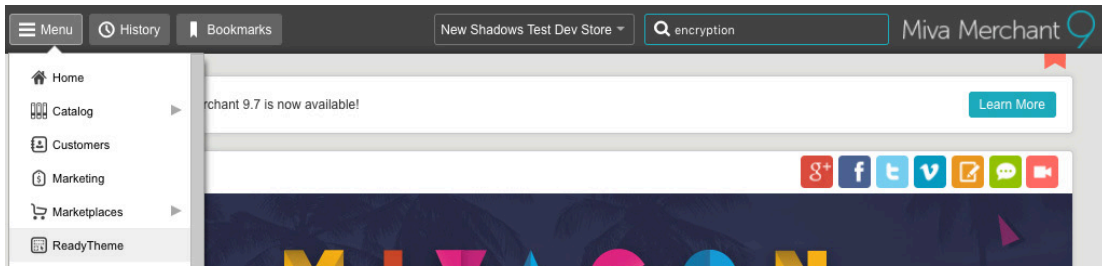 Menu History Bookmarks New Shadows Test Dev Store encryption Miva Merchant 9
Home
rchant 9.7 is now available! Learn More
Catalog
Customers
Marketing
Marketplaces
ReadyTheme